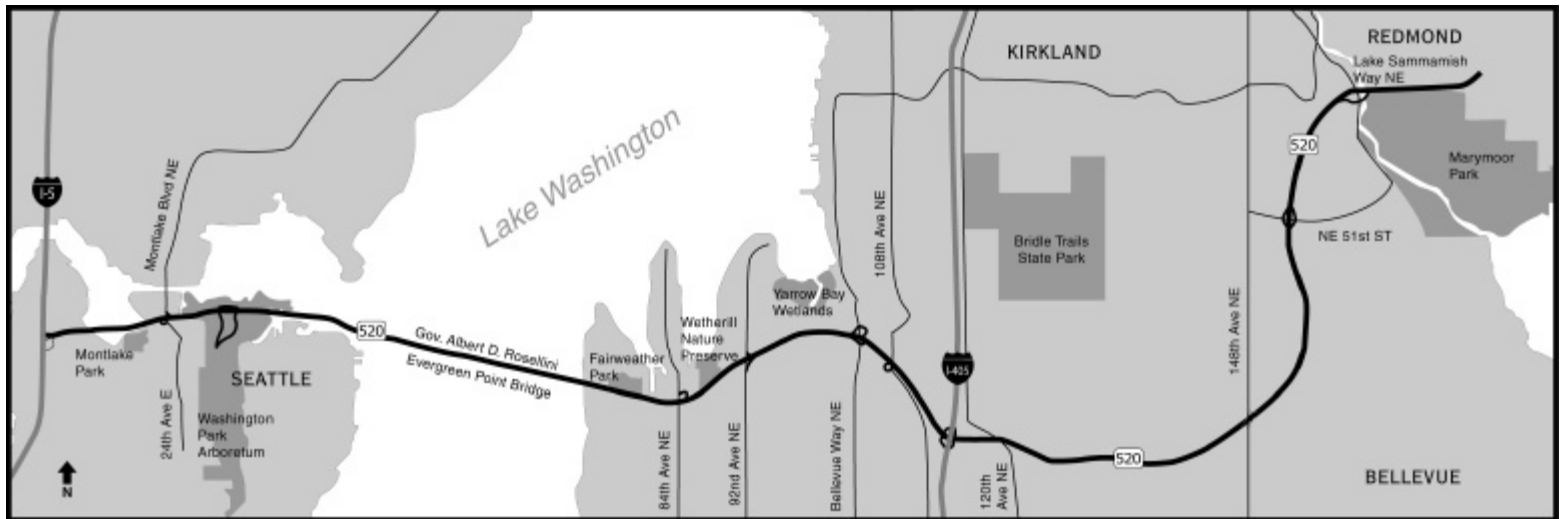 REDMOND
KIRKLAND
Lake Sammamish
Way NE
Lake Washington
520
Marymoor
Park
I-5
Montlake Blvd NE
108th Ave NE
NE 51st ST
Bridle Trails
State Park
Yarrow Bay
Wetlands
148th Ave NE
520
Gov. Albert D. Rosellini
Evergreen Point Bridge
Wetherill
Nature
Preserve
Fairweather
Park
Montlake
Park
SEATTLE
I-405
24th Ave E
Washington
Park
Arboretum
84th Ave NE
92nd Ave NE
Bellevue Way NE
120th
Ave NE
520
BELLEVUE
N